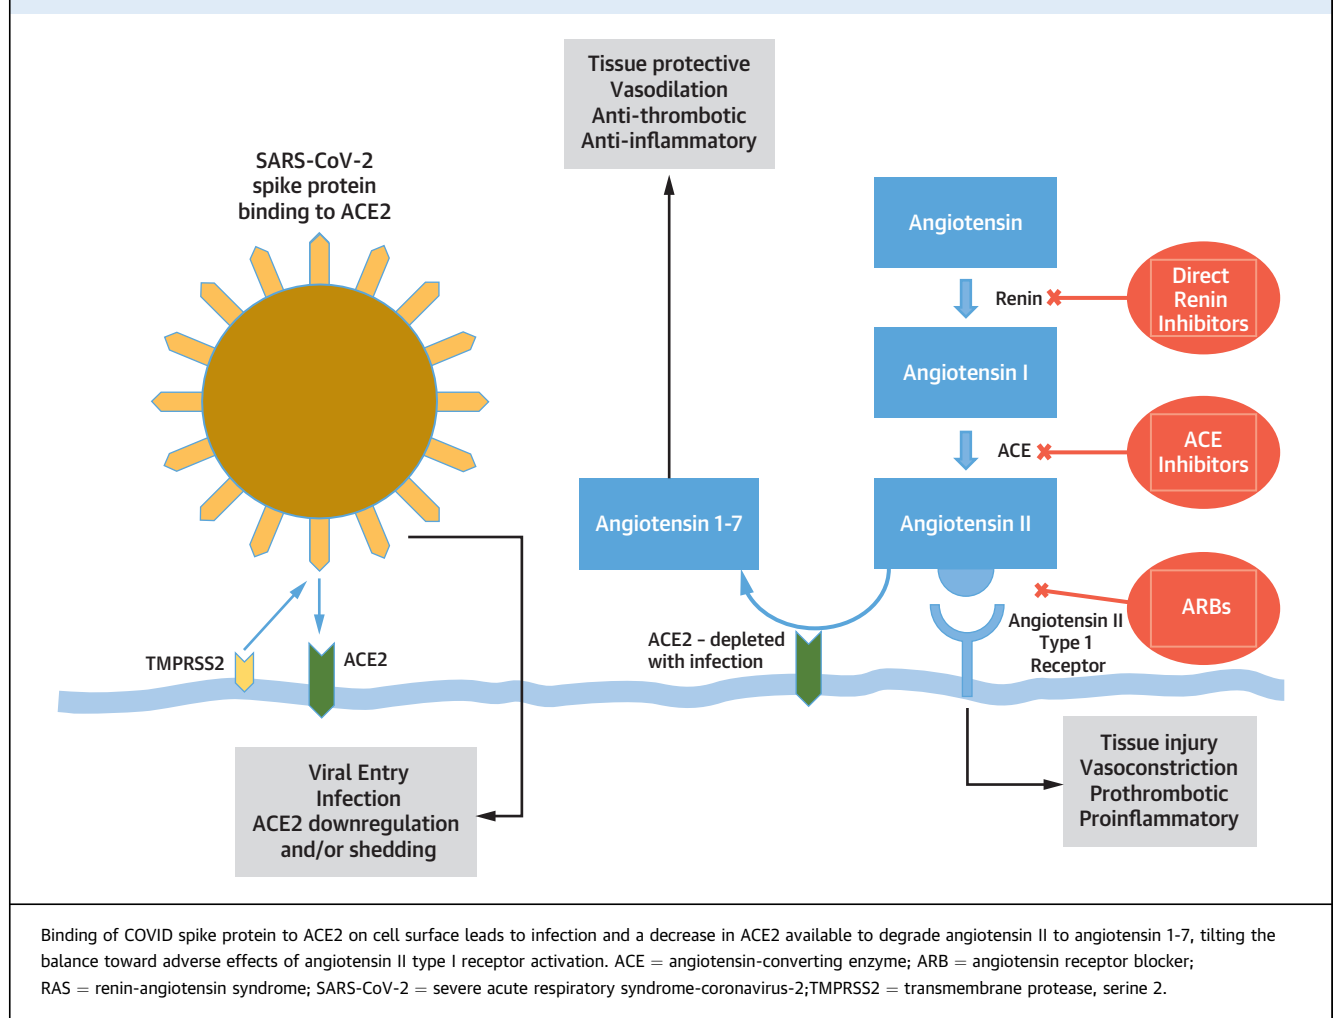 Tissue protective
Vasodilation
Anti-thrombotic
Anti-inflammatory
SARS-CoV-2
spike protein
binding to ACE2
Angiotensin
Renin
Direct
Renin
Inhibitors
Angiotensin I
ACE
ACE
Inhibitors
Angiotensin 1-7
Angiotensin II
ARBs
Angiotensin II
Type 1
Receptor
ACE2 - depleted
with infection
TMPRSS2
ACE2
Viral Entry
Infection
ACE2 downregulation
and/or shedding
Tissue injury
Vasoconstriction
Prothrombotic
Proinflammatory
Binding of COVID spike protein to ACE2 on cell surface leads to infection and a decrease in ACE2 available to degrade angiotensin II to angiotensin 1-7, tilting the
balance toward adverse effects of angiotensin II type I receptor activation. ACE = angiotensin-converting enzyme; ARB = angiotensin receptor blocker;
RAS = renin-angiotensin syndrome; SARS-CoV-2 = severe acute respiratory syndrome-coronavirus-2;TMPRSS2 = transmembrane protease, serine 2.